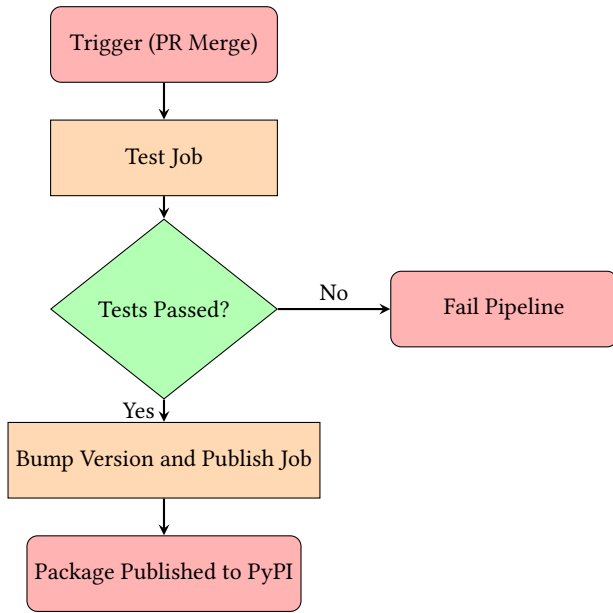 Trigger (PR Merge)
Test Job
Tests Passed?
No
Fail Pipeline
Yes
Bump Version and Publish Job
Package Published to PyPI